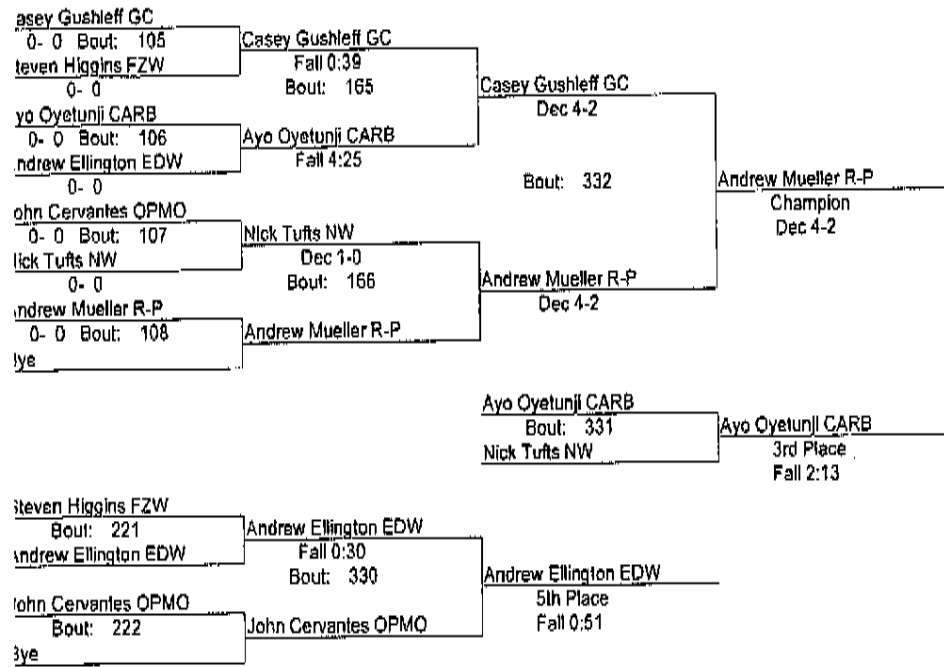 asey Gushleff GC
0- 0 Bout: 105
Casey Gushleff GC
teven Higgins FZW
Fall 0:39
0- 0
Bout: 165
Casey Gushleff GC
yo Oyetunji CARB
Dec 4-2
0- 0 Bout: 106
Ayo Oyetunji CARB
ndrew Ellington EDW
Fall 4:25
0- 0
Bout: 332
Andrew Mueller R-P
ohn Cervantes OPMO
Champion
0- 0 Bout: 107
Nick Tufts NW
Dec 4-2
lick Tufts NW
Dec 1-0
0- 0
Bout: 166
Andrew Mueller R-P
ndrew Mueller R-P
Dec 4-2
0- 0 Bout: 108
Andrew Mueller R-P
Bye
Ayo Oyetunji CARB
Bout: 331
Ayo Oyetunji CARB
Nick Tufts NW
3rd Place
Fall 2:13
Steven Higgins FZW
Bout: 221
Andrew Ellington EDW
Andrew Ellington EDW
Fall 0:30
Bout: 330
Andrew Ellington EDW
John Cervantes OPMO
5th Place
Bout: 222
John Cervantes OPMO
Fall 0:51
Bye